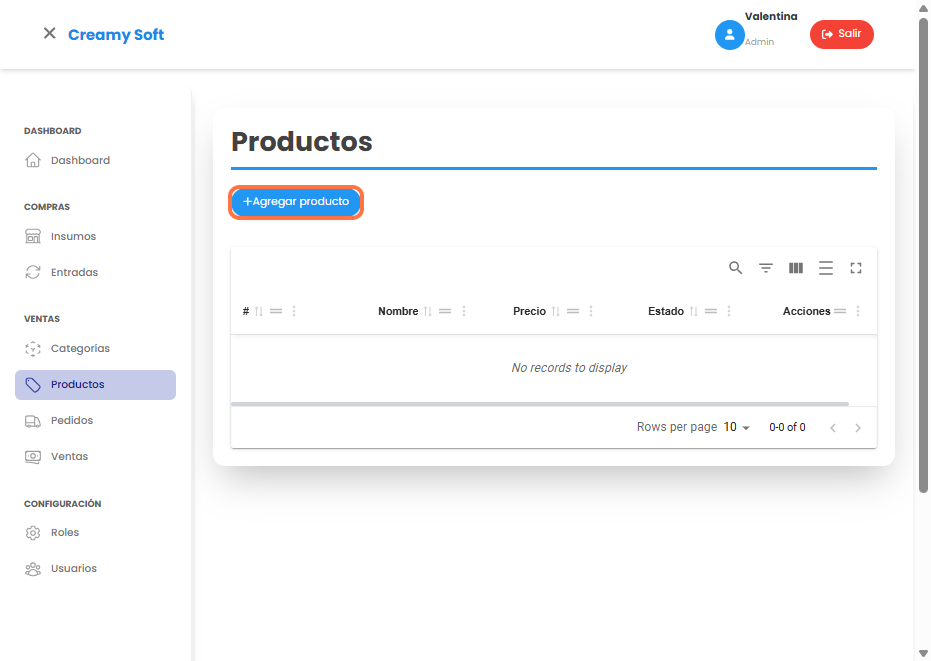 Creamy Soft
Valentina
Admin
Salir
DASHBOARD
Dashboard
COMPRAS
Insumos
Entradas
VENTAS
Categorías
Productos
Pedidos
Ventas
CONFIGURACIÓN
Roles
Usuarios
Productos
+Agregar producto
# Nombre Precio Estado Acciones
No records to display
Rows per page 10 0-0 of 0